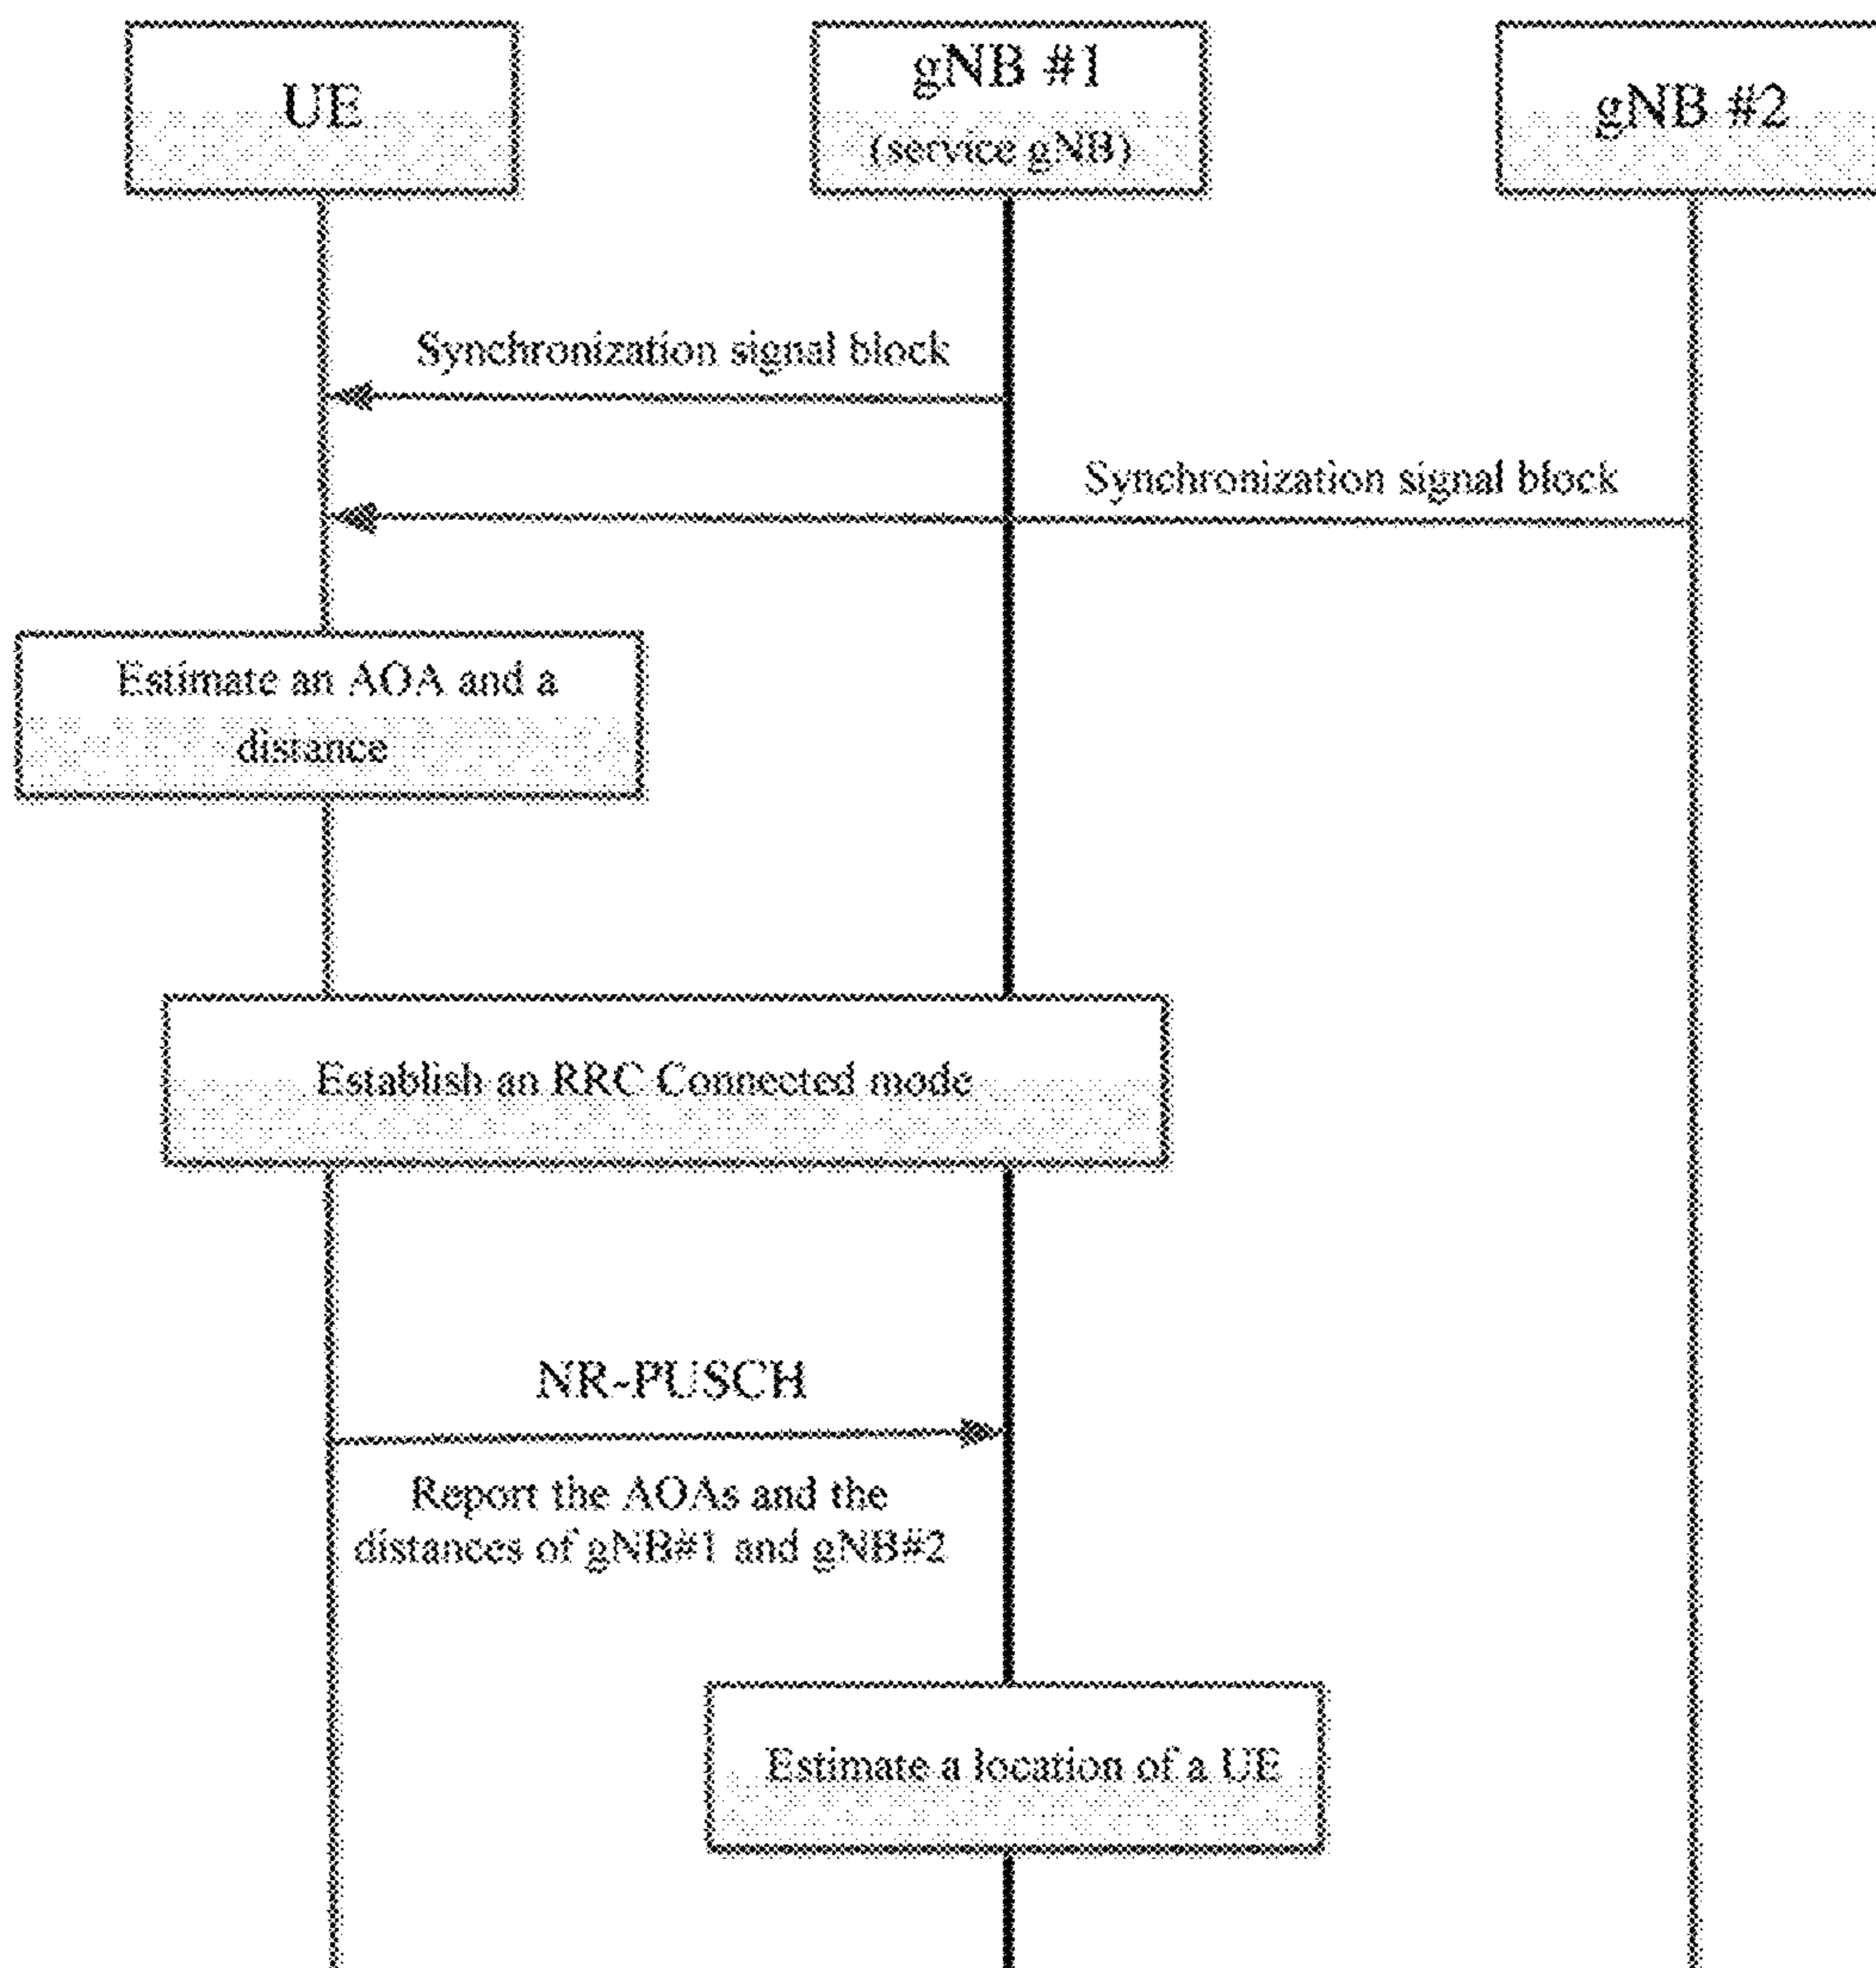 UE
gNB #1
(service gNB)
gNB #2
Synchronization signal block
Synchronization signal block
Estimate an AOA and a
distance
Establish an RRC Connected mode
NR-PUSCH
Report the AOAs and the
distances of gNB#1 and gNB#2
Estimate a location of a UE